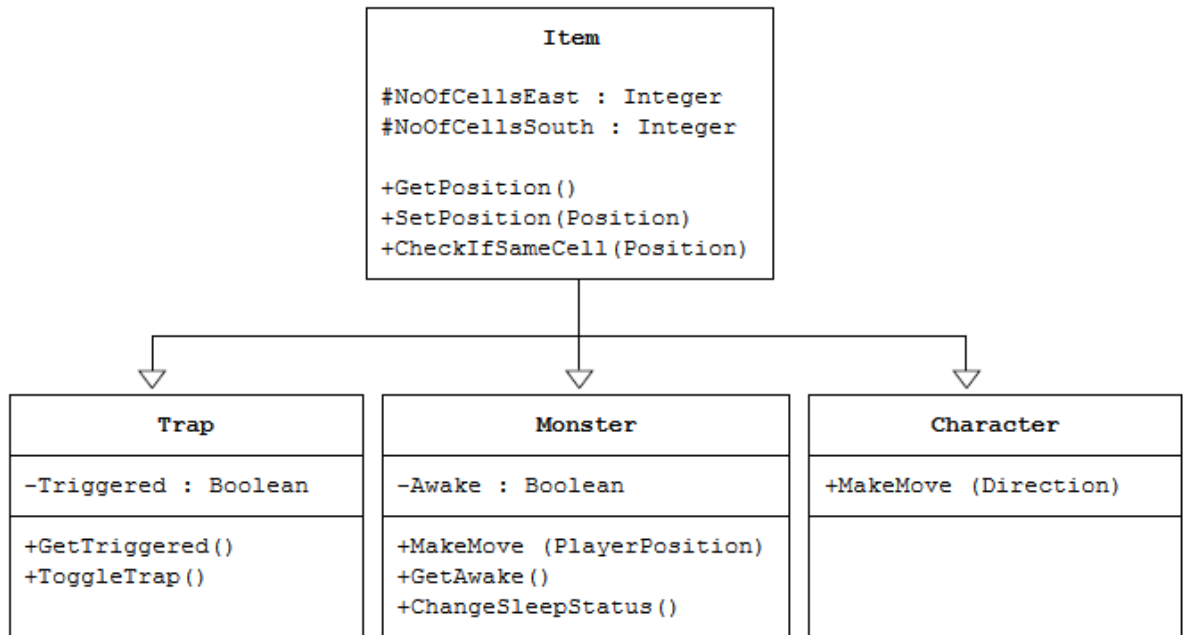 Item
#NoOfCellsEast : Integer
#NoOfCellsSouth : Integer
+GetPosition()
+SetPosition(Position)
+CheckIfSameCell(Position)
Trap
-Triggered : Boolean
+GetTriggered()
+ToggleTrap()
Monster
-Awake : Boolean
+MakeMove (PlayerPosition)
+GetAwake()
+ChangeSleepStatus()
Character
+MakeMove (Direction)